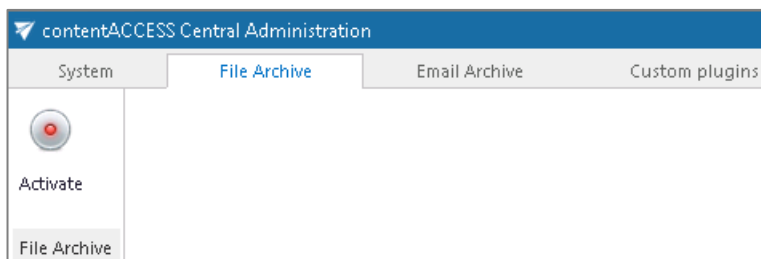 contentACCESS Central Administration
System File Archive Email Archive Custom plugins
Activate
File Archive